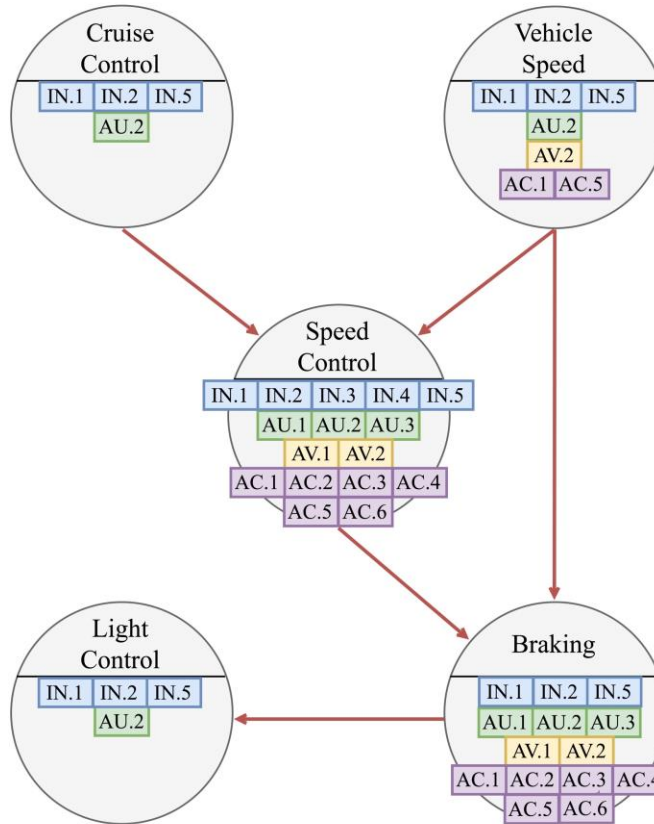 Cruise
Control
IN.1 IN.2 IN.5
AU.2
Vehicle
Speed
IN.1 IN.2 IN.5
AU.2
AV.2
AC.1 AC.5
Speed
Control
IN.1 IN.2 IN.3 IN.4 IN.5
AU.1 AU.2 AU.3
AV.1 AV.2
AC.1 AC.2 AC.3 AC.4
AC.5 AC.6
Light
Control
IN.1 IN.2 IN.5
AU.2
Braking
IN.1 IN.2 IN.5
AU.1 AU.2 AU.3
AV.1 AV.2
AC.1 AC.2 AC.3 AC.4
AC.5 AC.6